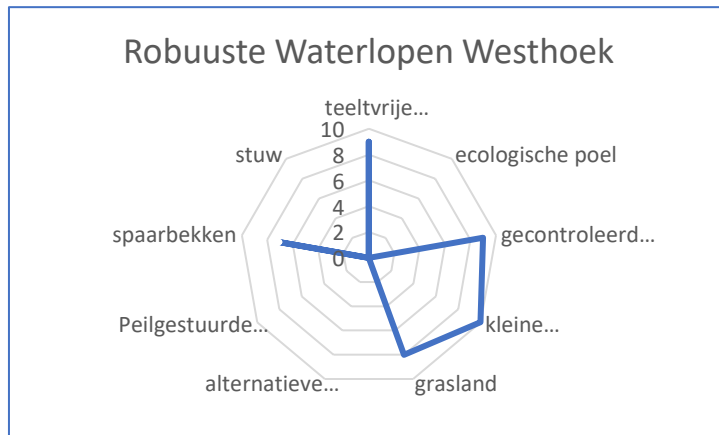 Robuuste Waterlopen Westhoek
teeltvrije...
ecologische poel
gecontroleerd...
kleine...
grasland
alternatieve...
Peilgestuurde...
spaarbekken
stuw
10
8
6
4
2
0